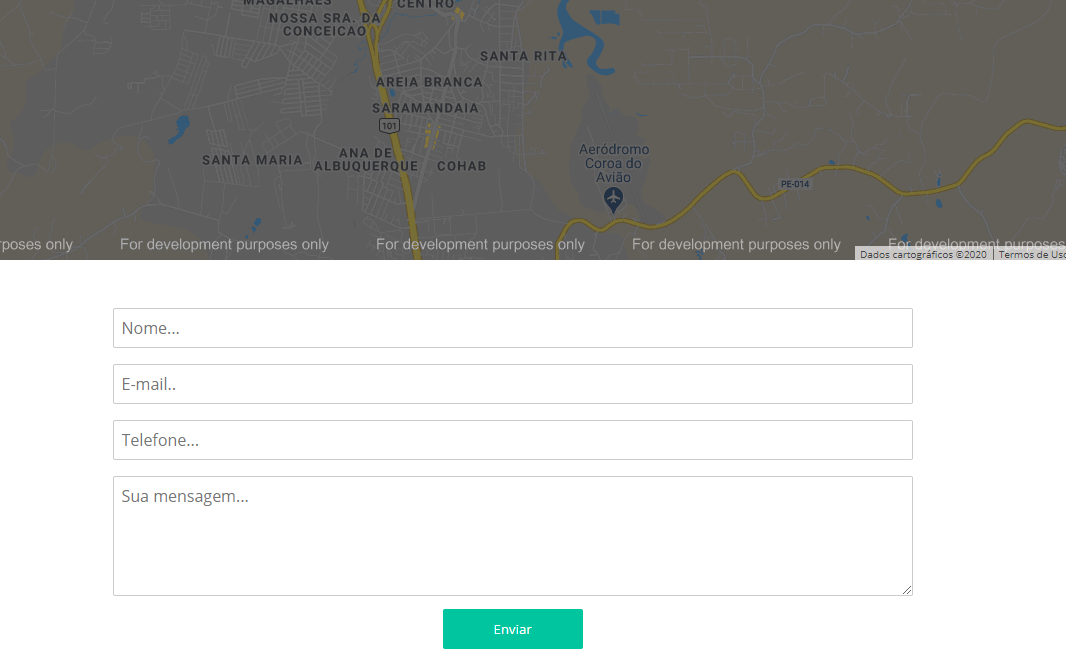 MAGALHAES
CENTRO
NOSSA SRA. DA
CONCEICAO
SANTA RITA
AREIA BRANCA
SARAMANDAIA
101
SANTA MARIA
ANA DE
ALBUQUERQUE
COHAB
Aeródromo
Coroa do
Avião
PE-014
rposes only
For development purposes only
For development purposes only
For development purposes only
For development purposes
Dados cartográficos ©2020
Termos de Uso
Nome...
E-mail..
Telefone...
Sua mensagem...
Enviar